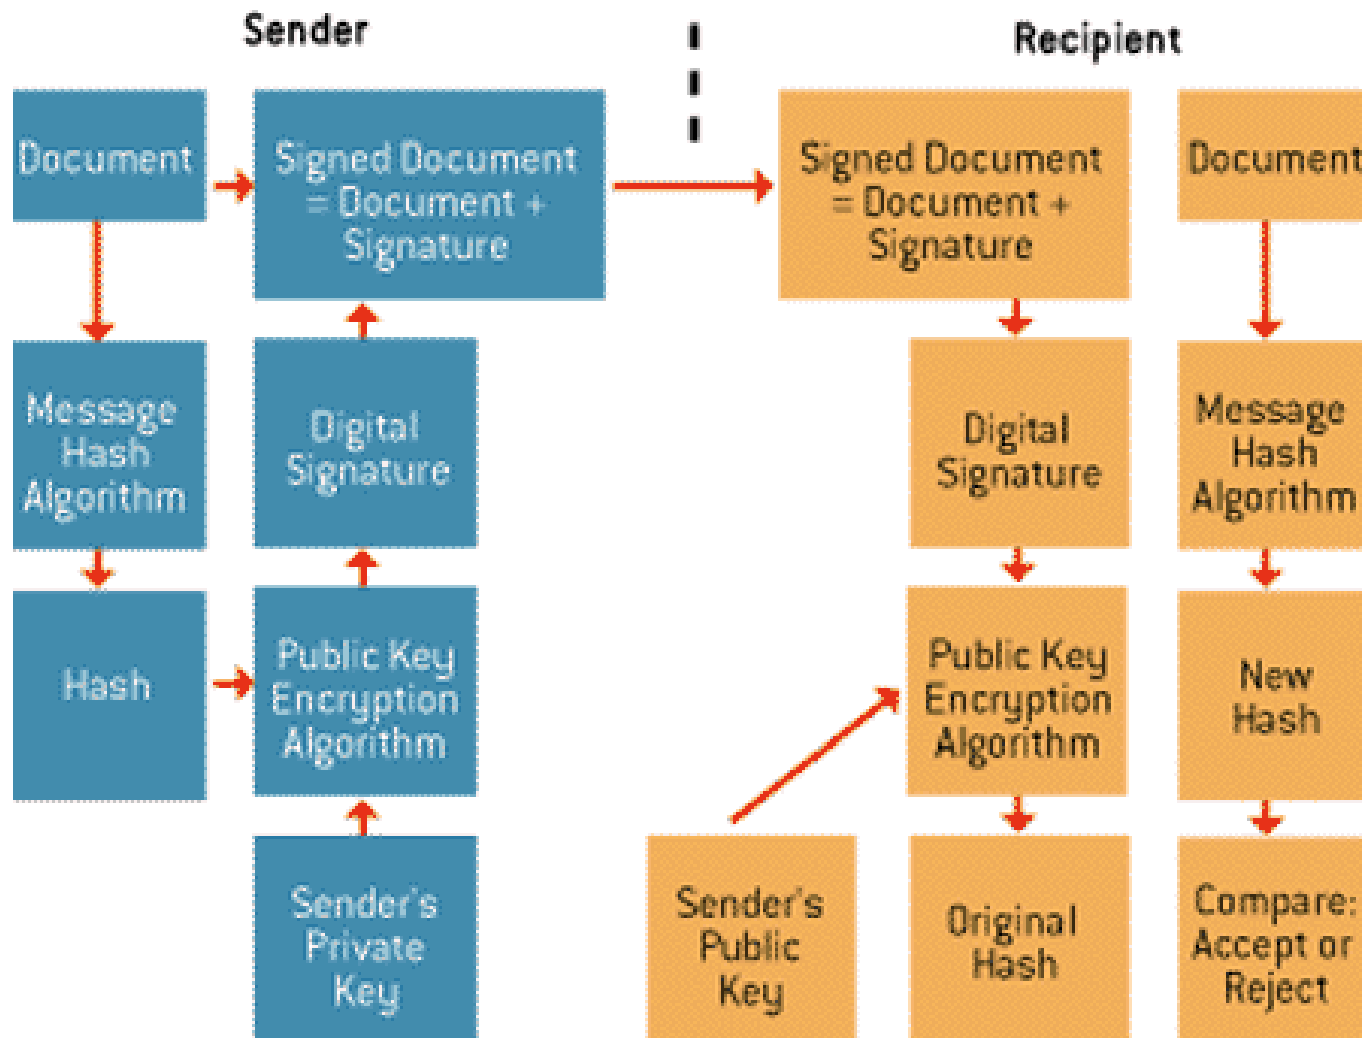 Sender
Recipient
Document
Signed Document
= Document +
Signature
Signed Document
= Document +
Signature
Document
Message
Hash
Algorithm
Digital
Signature
Digital
Signature
Message
Hash
Algorithm
Hash
Public Key
Encryption
Algorithm
Public Key
Encryption
Algorithm
New
Hash
Sender's
Private
Key
Sender's
Public
Key
Original
Hash
Compare:
Accept or
Reject